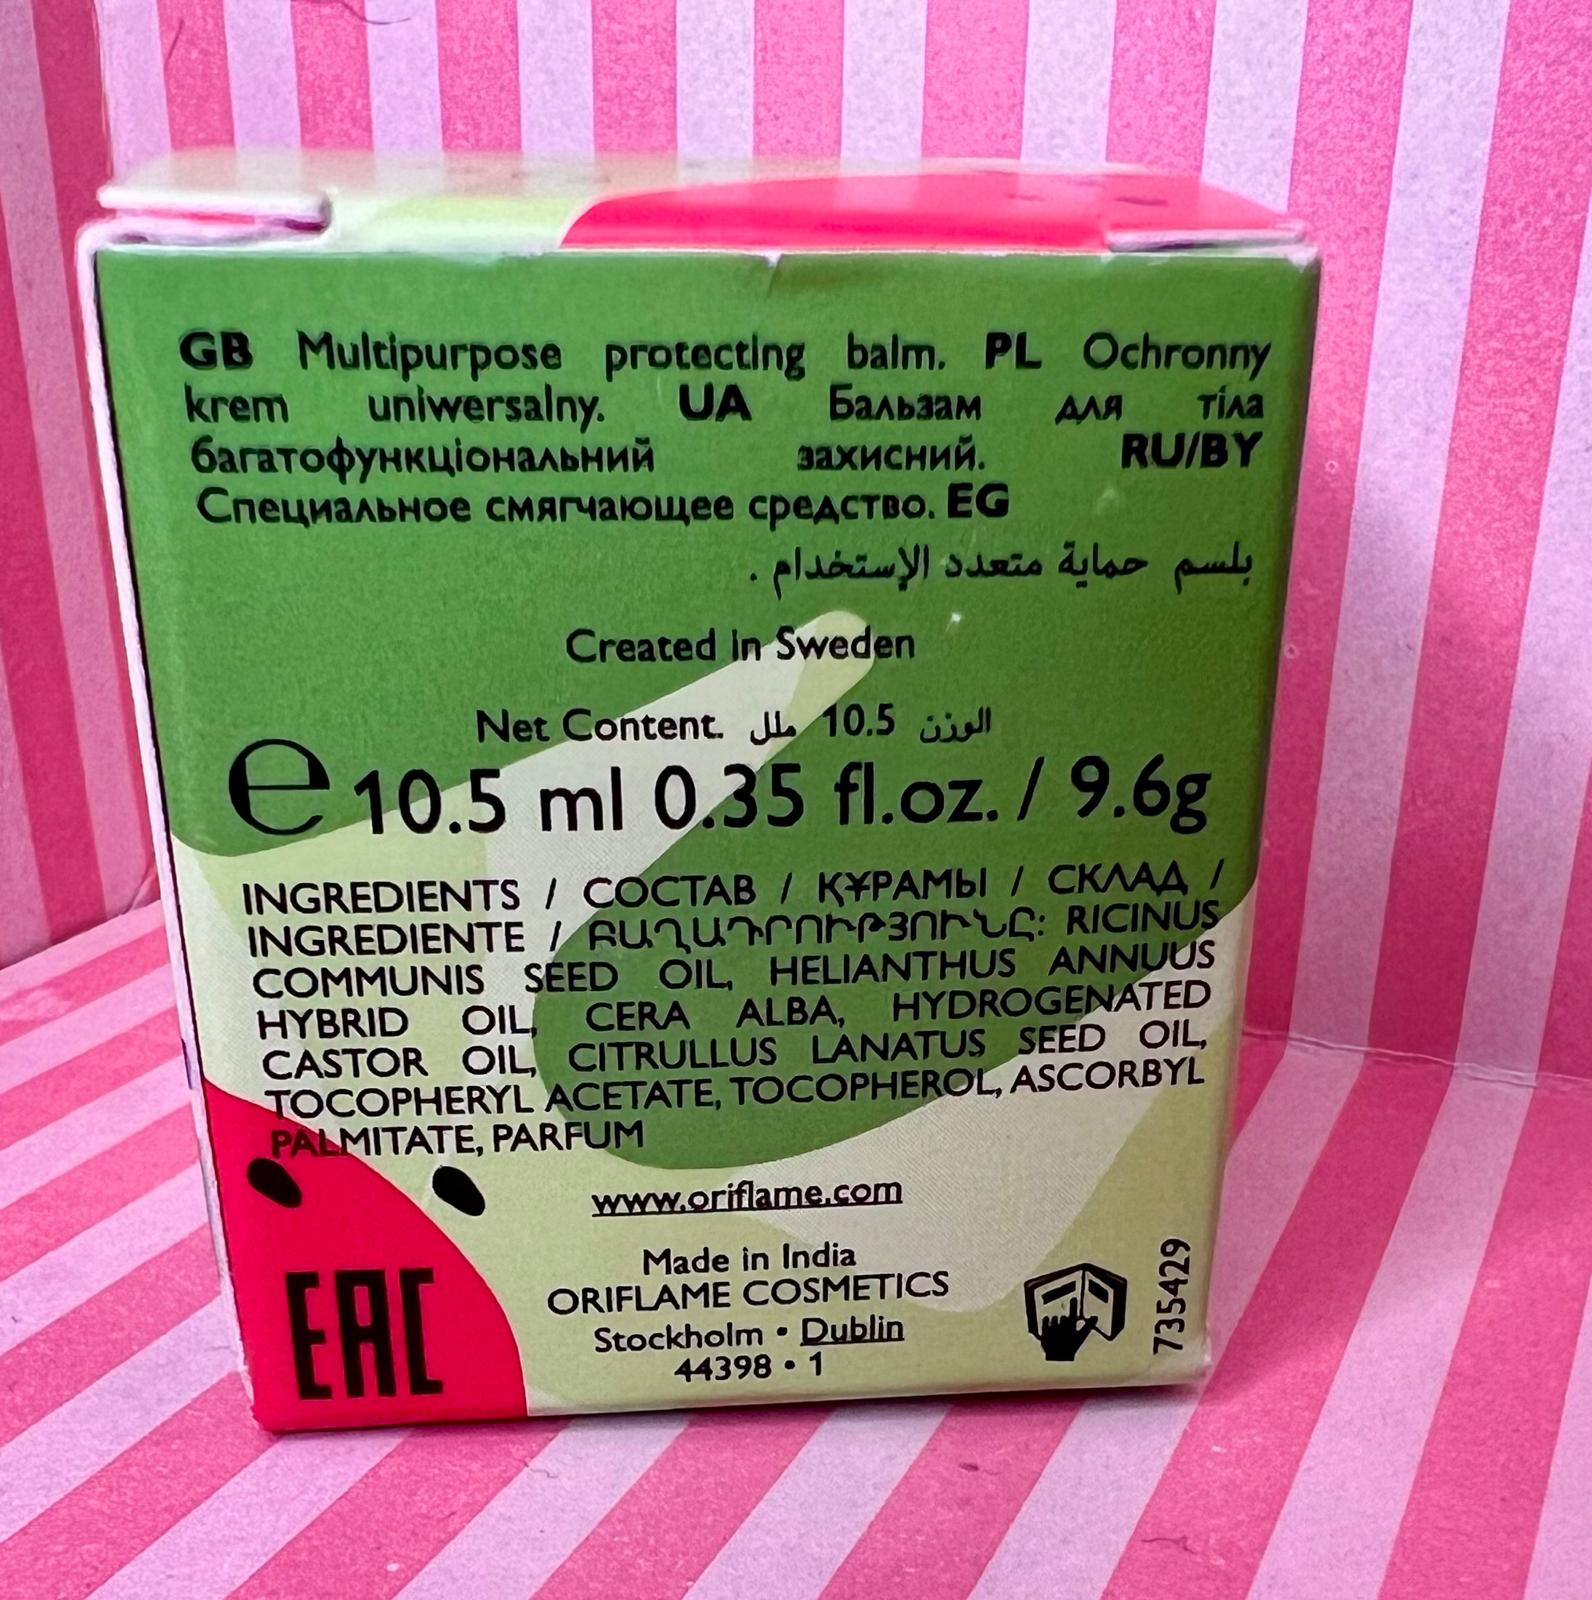 GB Multipurpose protecting balm. PL Ochronny
krem uniwersalny. UA Бальзам для тіла
багатофункціональний захисний. RU/BY
Специальное смягчающее средство. EG
بلسم حماية متعدد الإستخدام .
Created in Sweden
Net Content. الوزن 10.5 ملل
e 10.5 ml 0.35 fl.oz. / 9.6g
INGREDIENTS / СОСТАВ / ҚҰРАМЫ / СКЛАД /
INGREDIENTE / ԲԱՂԱԴՐՈՒԹՅՈՒՆԸ: RICINUS
COMMUNIS SEED OIL, HELIANTHUS ANNUUS
HYBRID OIL, CERA ALBA, HYDROGENATED
CASTOR OIL, CITRULLUS LANATUS SEED OIL,
TOCOPHERYL ACETATE, TOCOPHEROL, ASCORBYL
PALMITATE, PARFUM
www.oriflame.com
Made in India
ORIFLAME COSMETICS
Stockholm • Dublin
44398 • 1
EAC
735429